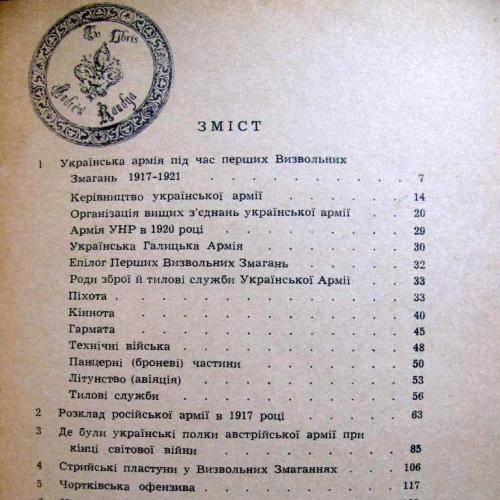 Ex Libris
Andrew
ЗМІСТ
1 Українська армія під час перших Визвольних
Змагань 1917-1921 . . . . . . . . 7
Керівництво української армії . . . . . 14
Організація вищих з'єднань української армії . 20
Армія УНР в 1920 році . . . . . . . 29
Українська Галицька Армія . . . . . . 30
Епілог Перших Визвольних Змагань . . . . 32
Роди зброї й тилові служби Української Армії . 33
Піхота . . . . . . . . . . . 33
Кіннота . . . . . . . . . . . 40
Гармата . . . . . . . . . . . 45
Технічні війська . . . . . . . . . 48
Панцерні (броневі) частини . . . . . . 50
Літунство (авіяція) . . . . . . . . 53
Тилові служби . . . . . . . . . 56
2 Розклад російської армії в 1917 році . . . . 63
3 Де були українські полки австрійської армії при
кінці світової війни . . . . . . . . 85
4 Стрийські пластуни у Визвольних Змаганнях . 106
5 Чортківська офензива . . . . . . . 117